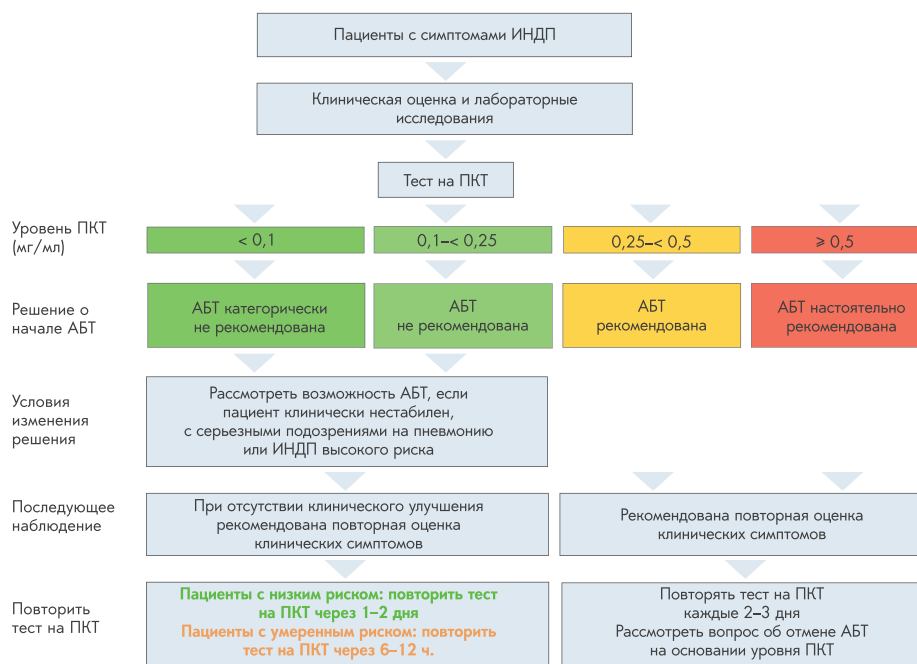 Пациенты с симптомами ИНДП
Клиническая оценка и лабораторные
исследования
Тест на ПКТ
Уровень ПКТ
(мг/мл)
< 0,1
0,1–< 0,25
0,25–< 0,5
≥ 0,5
Решение о
начале АБТ
АБТ категорически
не рекомендована
АБТ
не рекомендована
АБТ
рекомендована
АБТ настоятельно
рекомендована
Условия
изменения
решения
Рассмотреть возможность АБТ, если
пациент клинически нестабилен,
с серьезными подозрениями на пневмонию
или ИНДП высокого риска
Последующее
наблюдение
При отсутствии клинического улучшения
рекомендована повторная оценка
клинических симптомов
Рекомендована повторная оценка
клинических симптомов
Повторить
тест на ПКТ
Пациенты с низким риском: повторить тест
на ПКТ через 1–2 дня
Пациенты с умеренным риском: повторить
тест на ПКТ через 6–12 ч.
Повторять тест на ПКТ
каждые 2–3 дня
Рассмотреть вопрос об отмене АБТ
на основании уровня ПКТ